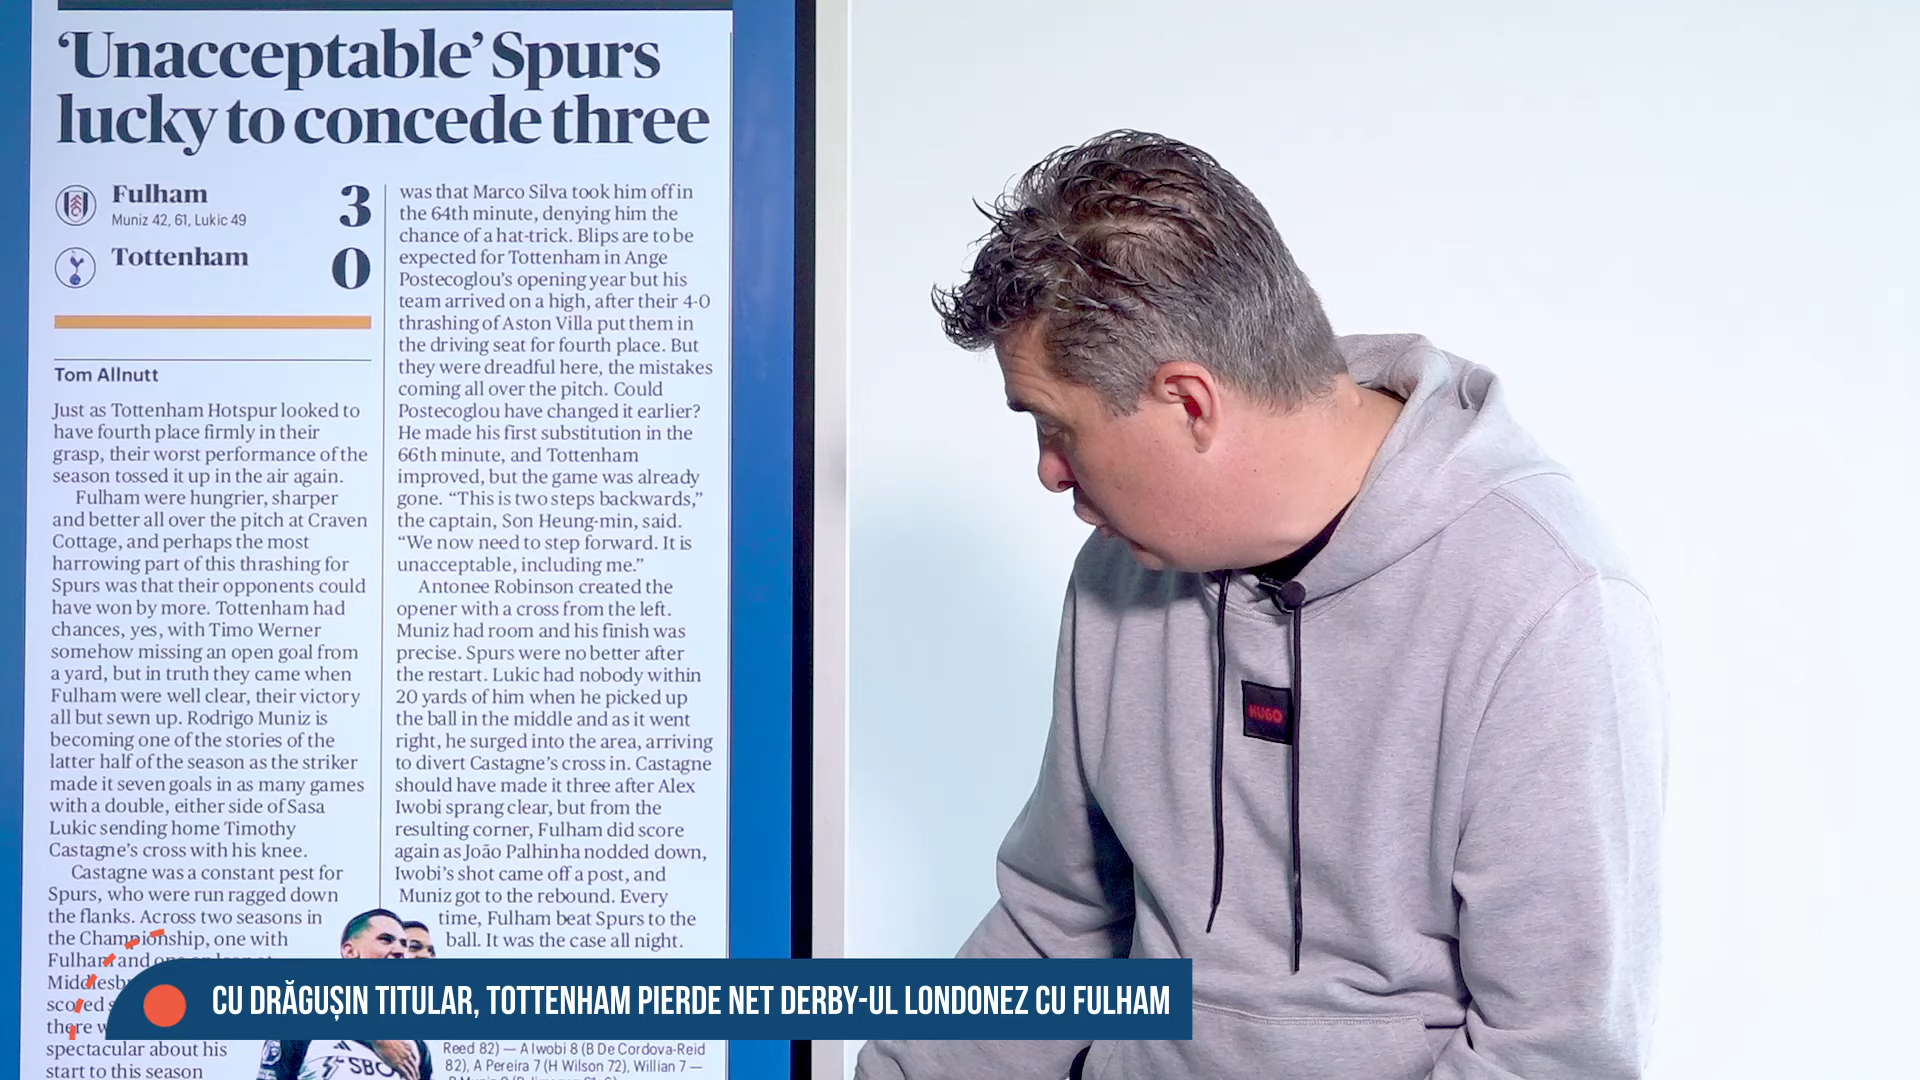 ‘Unacceptable’ Spurs
lucky to concede three
Fulham 3
Muniz 42, 61, Lukic 49
Tottenham 0
Tom Allnutt
Just as Tottenham Hotspur looked to
have fourth place firmly in their
grasp, their worst performance of the
season tossed it up in the air again.
Fulham were hungrier, sharper
and better all over the pitch at Craven
Cottage, and perhaps the most
harrowing part of this thrashing for
Spurs was that their opponents could
have won by more. Tottenham had
chances, yes, with Timo Werner
somehow missing an open goal from
a yard, but in truth they came when
Fulham were well clear, their victory
all but sewn up. Rodrigo Muniz is
becoming one of the stories of the
latter half of the season as the striker
made it seven goals in as many games
with a double, either side of Sasa
Lukic sending home Timothy
Castagne’s cross with his knee.
Castagne was a constant pest for
Spurs, who were run ragged down
the flanks. Across two seasons in
the Championship, one with
Fulham and
scored
there
spectacular about his
start to this season
was that Marco Silva took him off in
the 64th minute, denying him the
chance of a hat-trick. Blips are to be
expected for Tottenham in Ange
Postecoglou’s opening year but his
team arrived on a high, after their 4-0
thrashing of Aston Villa put them in
the driving seat for fourth place. But
they were dreadful here, the mistakes
coming all over the pitch. Could
Postecoglou have changed it earlier?
He made his first substitution in the
66th minute, and Tottenham
improved, but the game was already
gone. “This is two steps backwards,”
the captain, Son Heung-min, said.
“We now need to step forward. It is
unacceptable, including me.”
Antonee Robinson created the
opener with a cross from the left.
Muniz had room and his finish was
precise. Spurs were no better after
the restart. Lukic had nobody within
20 yards of him when he picked up
the ball in the middle and as it went
right, he surged into the area, arriving
to divert Castagne’s cross in. Castagne
should have made it three after Alex
Iwobi sprang clear, but from the
resulting corner, Fulham did score
again as João Palhinha nodded down,
Iwobi’s shot came off a post, and
Muniz got to the rebound. Every
time, Fulham beat Spurs to the
ball. It was the case all night.
Reed 82) — A Iwobi 8 (B De Cordova-Reid
82), A Pereira 7 (H Wilson 72), Willian 7 —
SBO
HUGO
CU DRĂGUȘIN TITULAR, TOTTENHAM PIERDE NET DERBY-UL LONDONEZ CU FULHAM